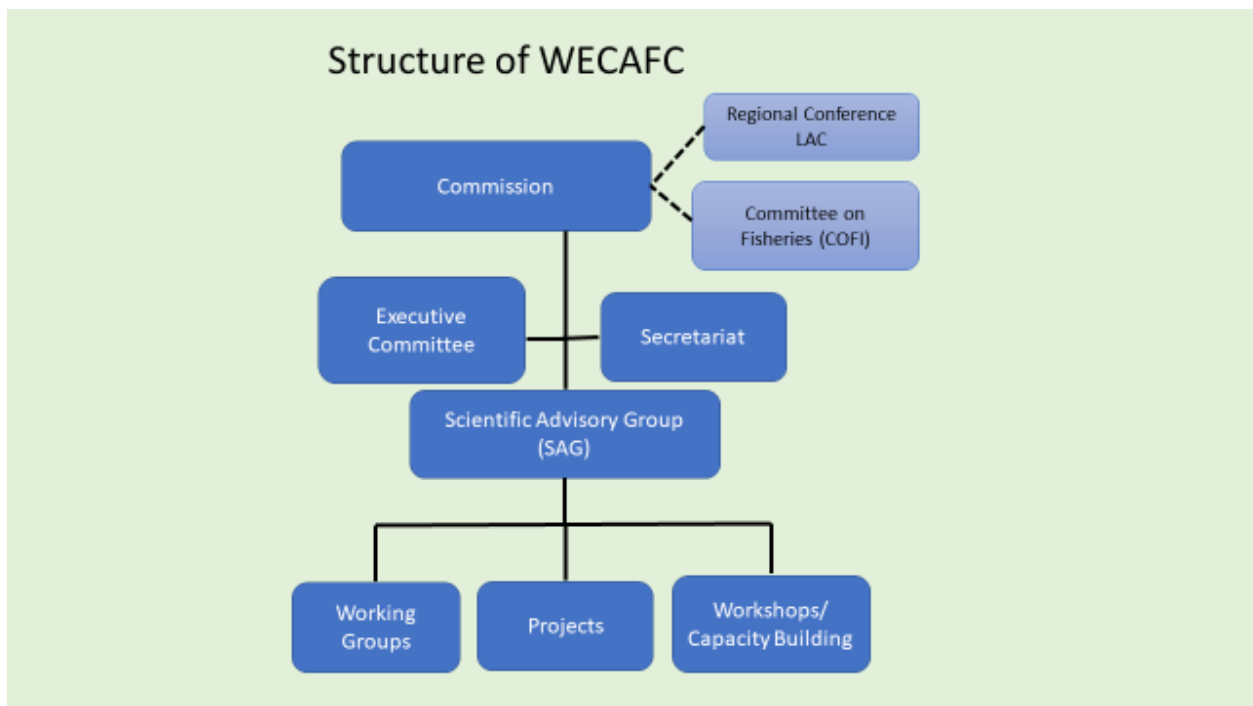 Structure of WECAFC
Regional Conference
LAC
Commission
Committee on
Fisheries (COFI)
Executive
Committee
Secretariat
Scientific Advisory Group
(SAG)
Working
Groups
Projects
Workshops/
Capacity Building